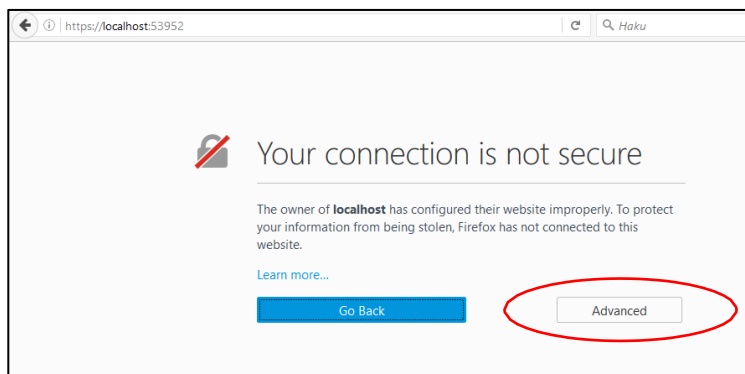 https://localhost:53952
Haku
Your connection is not secure
The owner of localhost has configured their website improperly. To protect
your information from being stolen, Firefox has not connected to this
website.
Learn more...
Go Back
Advanced